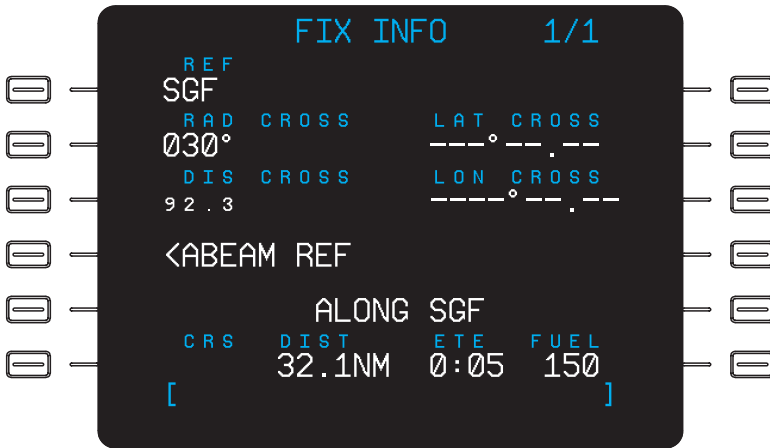 FIX INFO 1/1
REF
SGF
RAD CROSS LAT CROSS
030° ---°--.--
DIS CROSS LON CROSS
92.3 ----°--.--
<ABEAM REF
ALONG SGF
CRS DIST ETE FUEL
32.1NM 0:05 150
[ ]